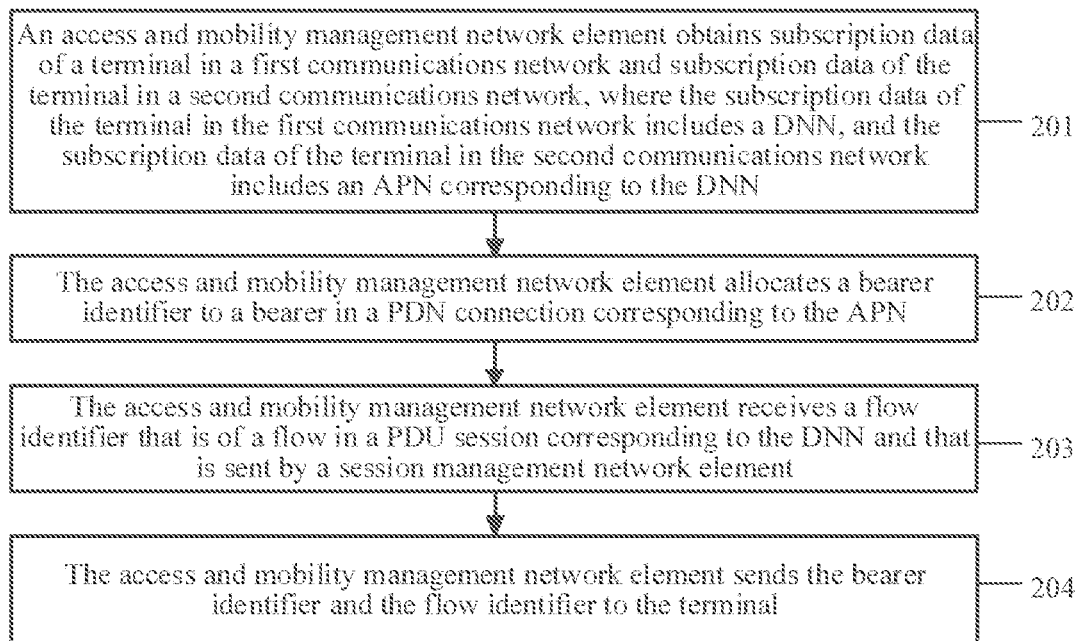 An access and mobility management network element obtains subscription data
of a terminal in a first communications network and subscription data of the
terminal in a second communications network, where the subscription data of
the terminal in the first communications network includes a DNN, and the
subscription data of the terminal in the second communications network
includes an APN corresponding to the DNN
201
The access and mobility management network element allocates a bearer
identifier to a bearer in a PDN connection corresponding to the APN
202
The access and mobility management network element receives a flow
identifier that is of a flow in a PDU session corresponding to the DNN and that
is sent by a session management network element
203
The access and mobility management network element sends the bearer
identifier and the flow identifier to the terminal
204